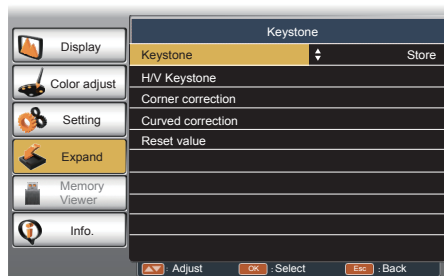 Keystone
Display
Color adjust
Setting
Expand
Memory
Viewer
Info.
Keystone Store
H/V Keystone
Corner correction
Curved correction
Reset value
: Adjust OK : Select Esc : Back